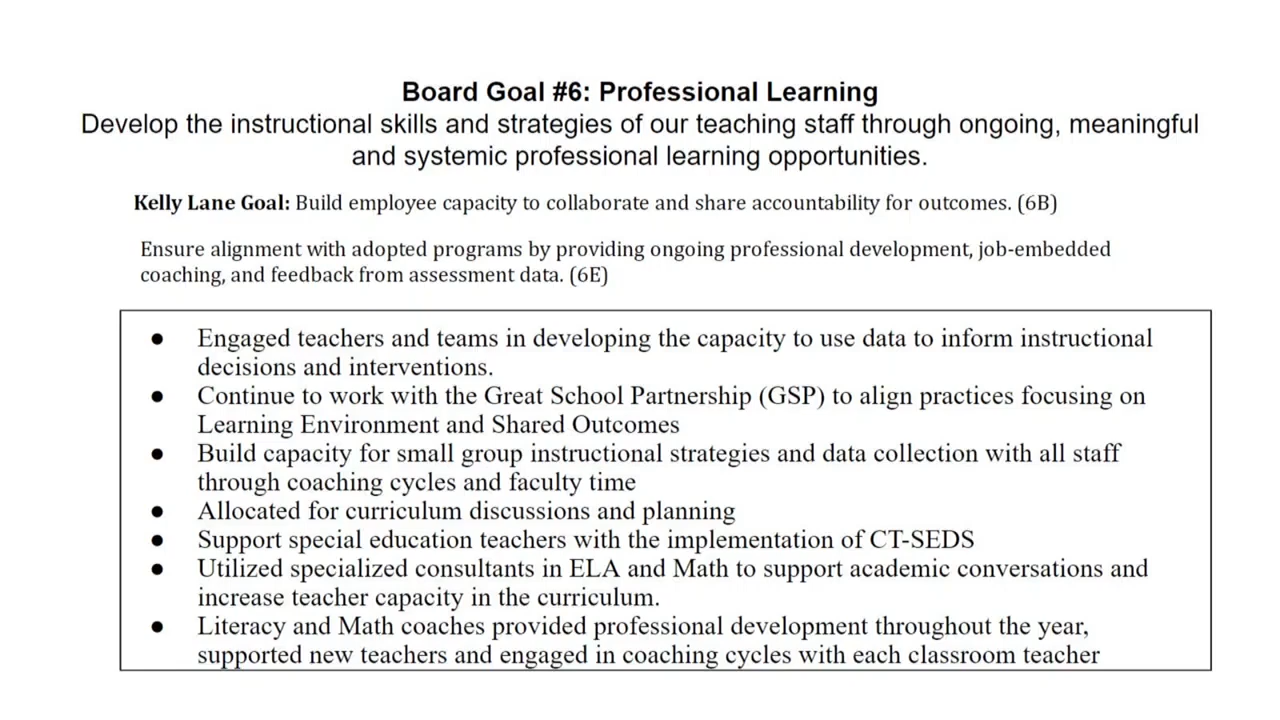 Board Goal #6: Professional Learning
Develop the instructional skills and strategies of our teaching staff through ongoing, meaningful
and systemic professional learning opportunities.
Kelly Lane Goal: Build employee capacity to collaborate and share accountability for outcomes. (6B)
Ensure alignment with adopted programs by providing ongoing professional development, job-embedded
coaching, and feedback from assessment data. (6E)
● Engaged teachers and teams in developing the capacity to use data to inform instructional
decisions and interventions.
● Continue to work with the Great School Partnership (GSP) to align practices focusing on
Learning Environment and Shared Outcomes
● Build capacity for small group instructional strategies and data collection with all staff
through coaching cycles and faculty time
● Allocated for curriculum discussions and planning
● Support special education teachers with the implementation of CT-SEDS
● Utilized specialized consultants in ELA and Math to support academic conversations and
increase teacher capacity in the curriculum.
● Literacy and Math coaches provided professional development throughout the year,
supported new teachers and engaged in coaching cycles with each classroom teacher